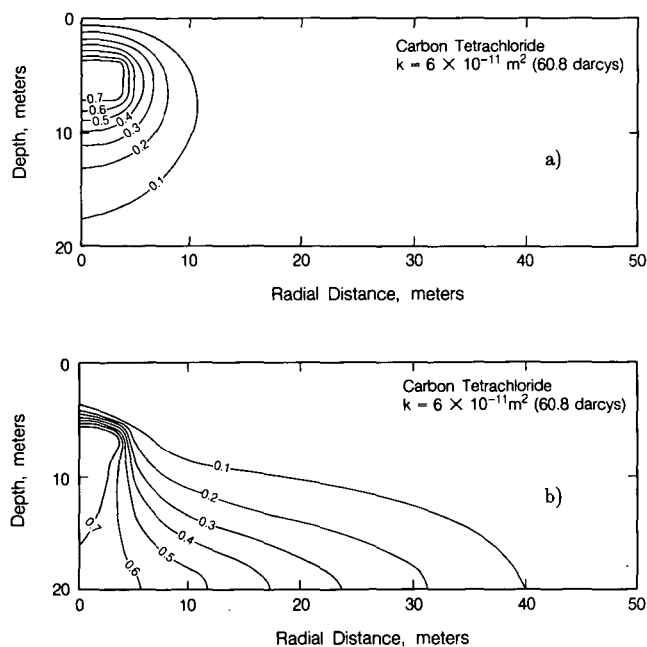 0
Carbon Tetrachloride
k = 6 × 10⁻¹¹ m² (60.8 darcys)
0.7
0.6
0.5
0.4
0.3
0.2
0.1
10
a)
Depth, meters
20
0 10 20 30 40 50
Radial Distance, meters
0
Carbon Tetrachloride
k = 6 × 10⁻¹¹m² (60.8 darcys)
0.1
10
0.2
b)
0.3
Depth, meters
0.7
0.4
0.5
0.6
20
0 10 20 30 40 50
Radial Distance, meters